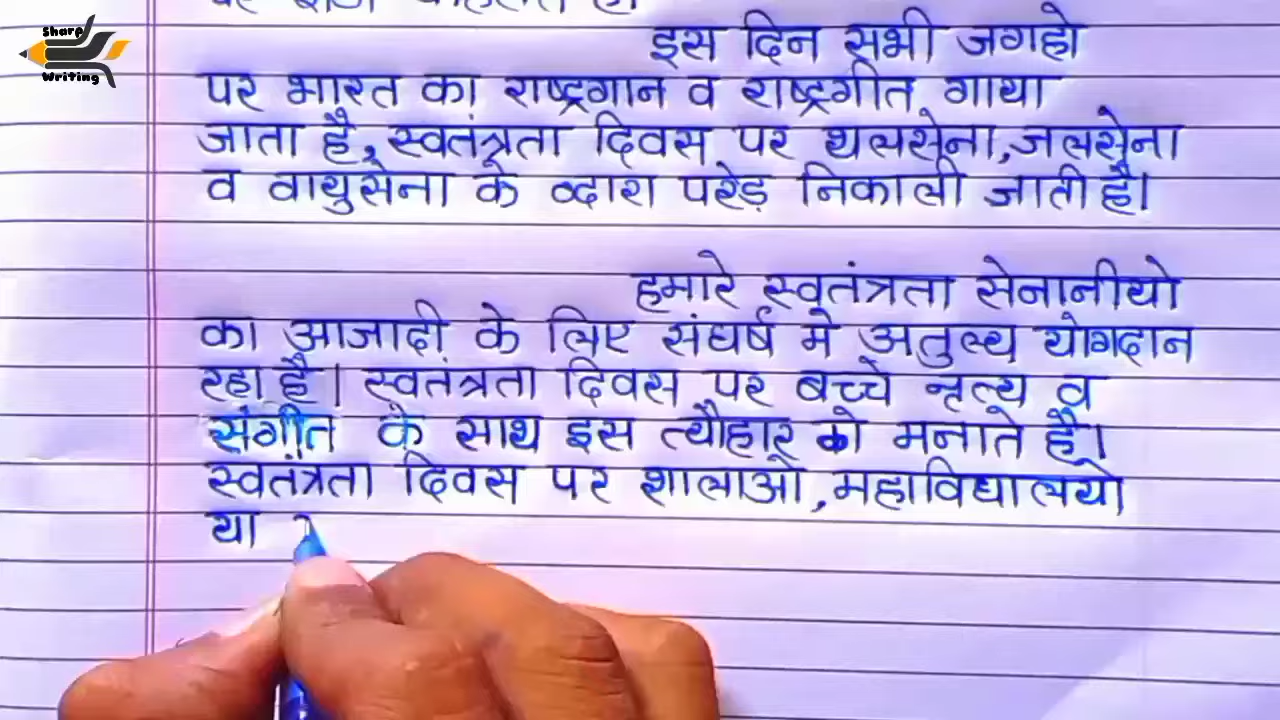 Sharp
Writing
इस दिन सभी जगहो
पर भारत का राष्ट्रगान व राष्ट्रगीत गाया
जाता है, स्वतंत्रता दिवस पर थलसेना,जलसेना
व वायुसेना के व्दारा परेड़ निकाली जाती है।
हमारे स्वतंत्रता सेनानीयो
का आजादी के लिए संघर्ष मे अतुल्य योगदान
रहा है। स्वतंत्रता दिवस पर बच्चे नृत्य व
संगीत के साथ इस त्यौहार को मनाते है।
स्वतंत्रता दिवस पर शालाओ,महाविद्यालयो
या